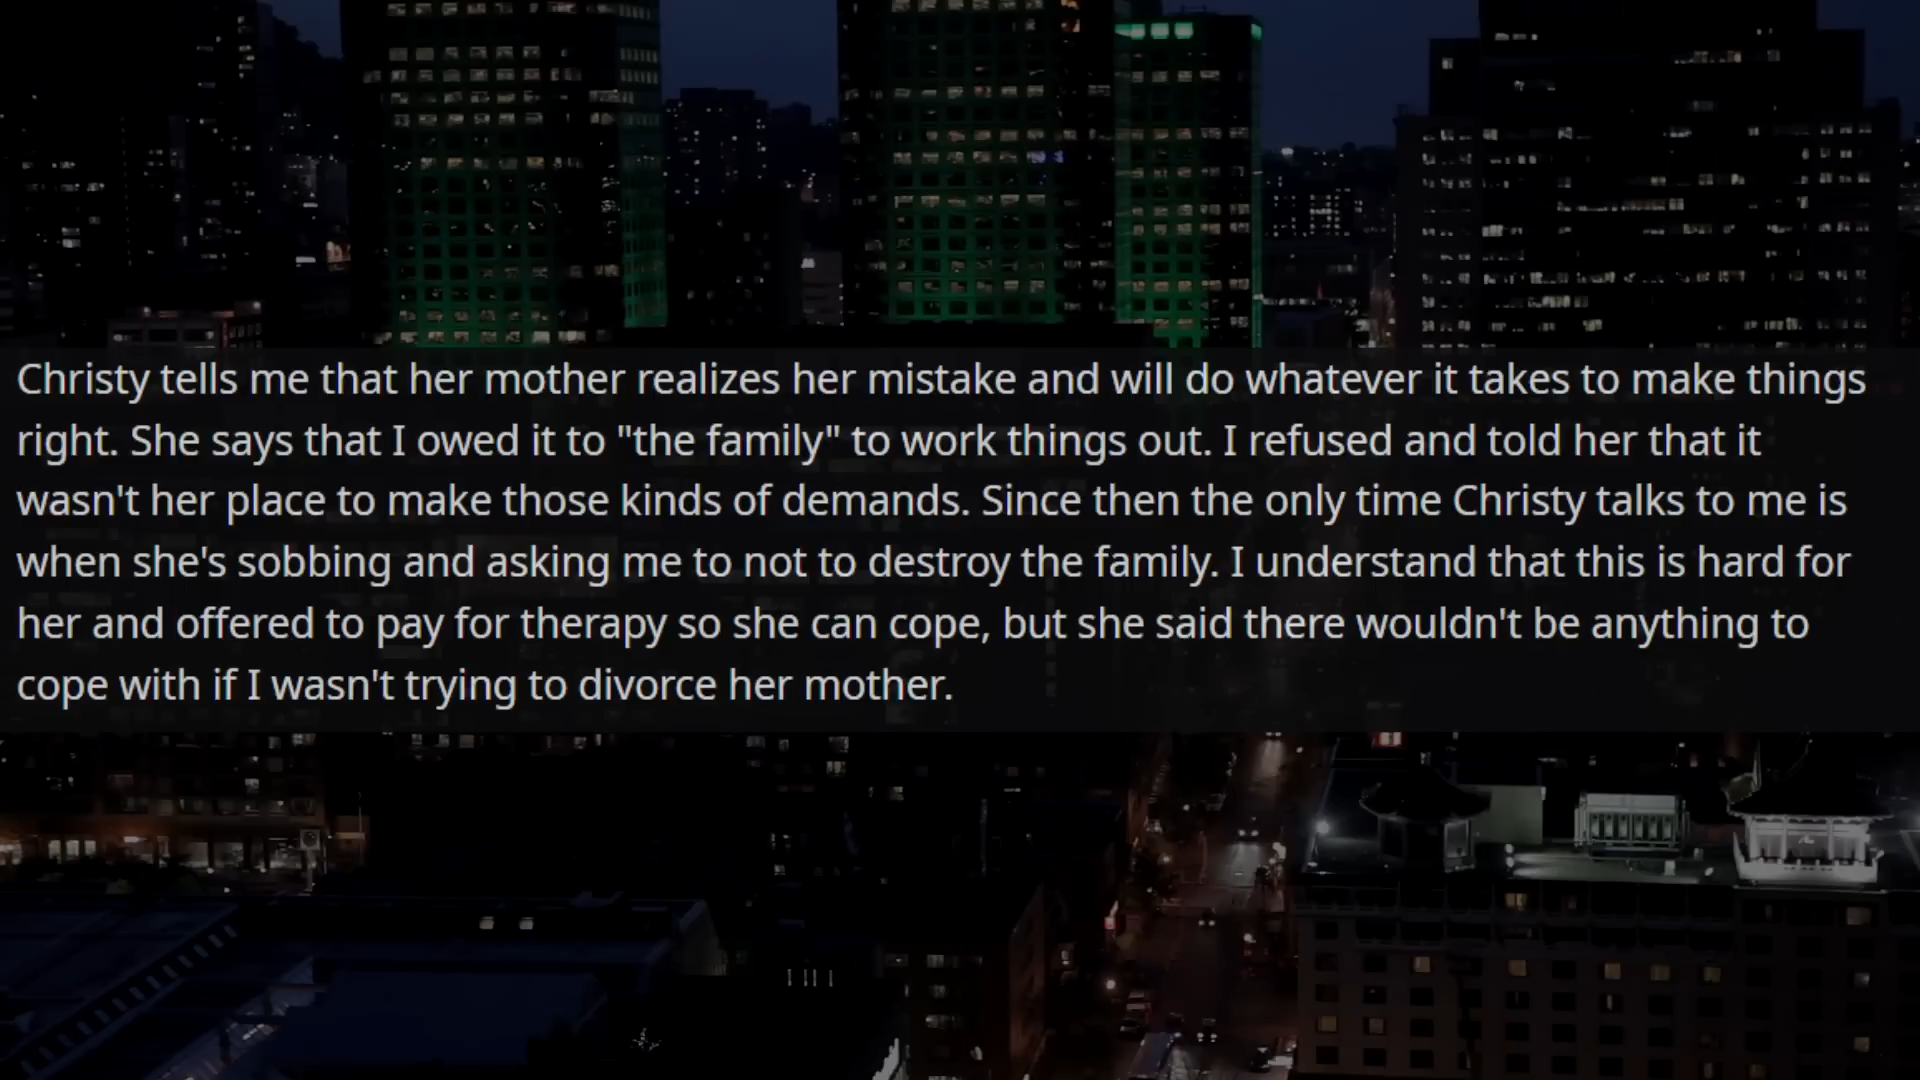 Christy tells me that her mother realizes her mistake and will do whatever it takes to make things
right. She says that I owed it to "the family" to work things out. I refused and told her that it
wasn't her place to make those kinds of demands. Since then the only time Christy talks to me is
when she's sobbing and asking me to not to destroy the family. I understand that this is hard for
her and offered to pay for therapy so she can cope, but she said there wouldn't be anything to
cope with if I wasn't trying to divorce her mother.